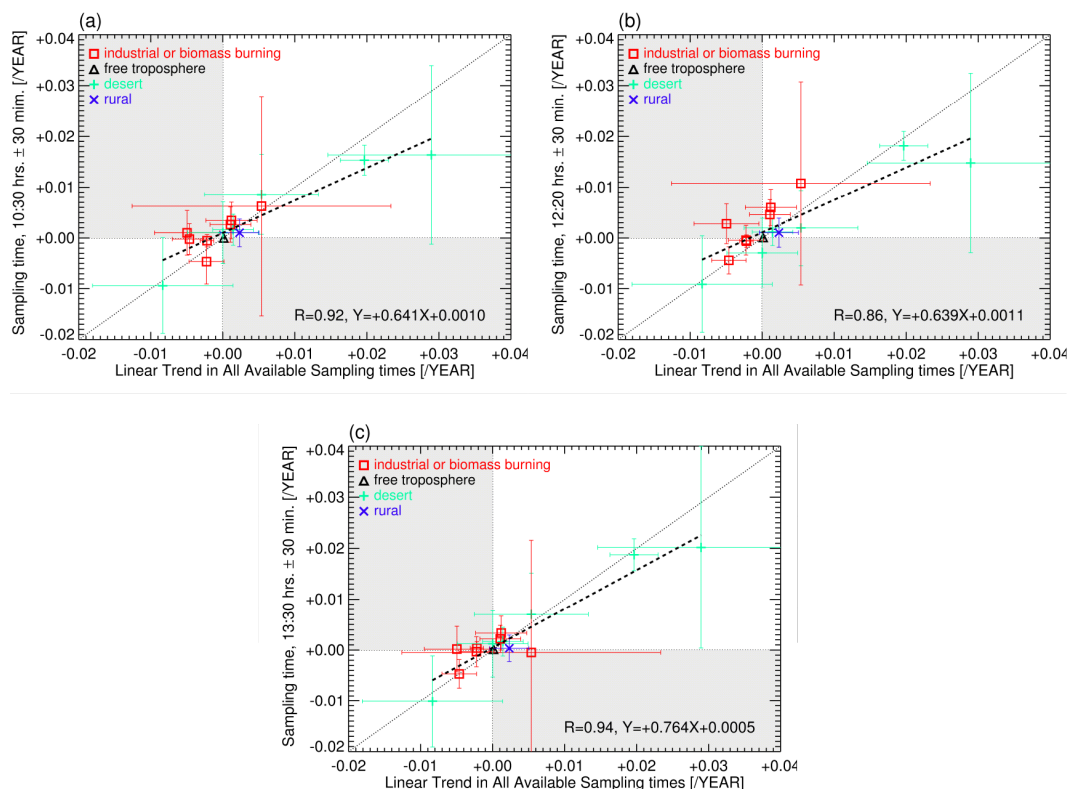 (a)
+0.04
+0.03
+0.02
+0.01
+0.00
-0.01
-0.02
Sampling time, 10:30 hrs. ± 30 min. [/YEAR]
industrial or biomass burning
free troposphere
desert
rural
R=0.92, Y=+0.641X+0.0010
-0.02 -0.01 +0.00 +0.01 +0.02 +0.03 +0.04
Linear Trend in All Available Sampling times [/YEAR]
(b)
+0.04
+0.03
+0.02
+0.01
+0.00
-0.01
-0.02
Sampling time, 12:20 hrs. ± 30 min. [/YEAR]
industrial or biomass burning
free troposphere
desert
rural
R=0.86, Y=+0.639X+0.0011
-0.02 -0.01 +0.00 +0.01 +0.02 +0.03 +0.04
Linear Trend in All Available Sampling times [/YEAR]
(c)
+0.04
+0.03
+0.02
+0.01
+0.00
-0.01
-0.02
Sampling time, 13:30 hrs. ± 30 min. [/YEAR]
industrial or biomass burning
free troposphere
desert
rural
R=0.94, Y=+0.764X+0.0005
-0.02 -0.01 +0.00 +0.01 +0.02 +0.03 +0.04
Linear Trend in All Available Sampling times [/YEAR]